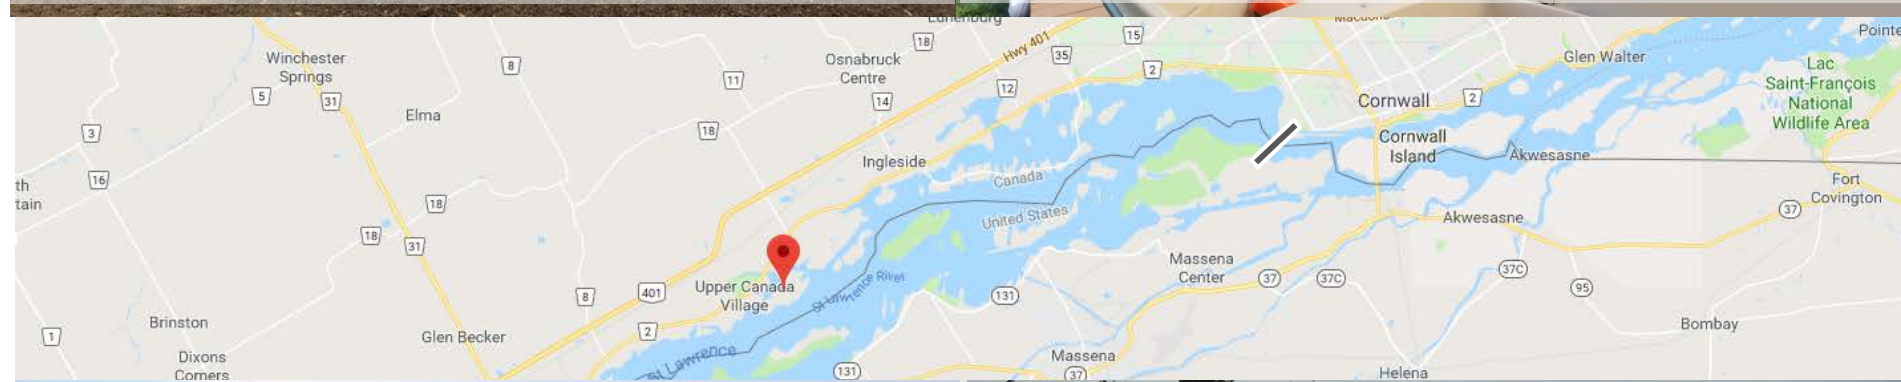 Lunenburg
Macdon
Pointe
18
Hwy 401
15
Winchester
Springs
Osnabruck
Centre
Glen Walter
Lac
Saint-François
National
Wildlife Area
8
11
35
2
5
31
14
12
Cornwall
2
Elma
3
18
Cornwall
Island
Ingleside
Akwesasne
16
Canada
th
tain
Fort
Covington
18
United States
Akwesasne
37
18
31
Massena
Center
37
37C
37C
95
Upper Canada
Village
St Lawrence River
8
401
131
Brinston
2
1
Glen Becker
Bombay
Dixons
Corners
St Lawrence
131
Massena
37
Helena